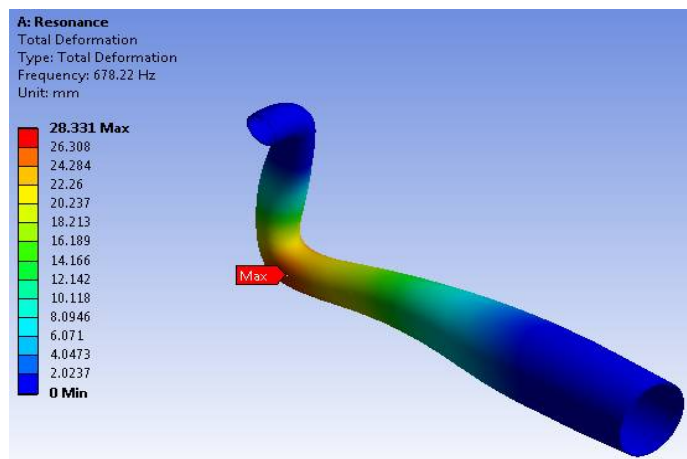 A: Resonance
Total Deformation
Type: Total Deformation
Frequency: 678.22 Hz
Unit: mm
28.331 Max
26.308
24.284
22.26
20.237
18.213
16.189
14.166
12.142
10.118
8.0946
6.071
4.0473
2.0237
0 Min
Max